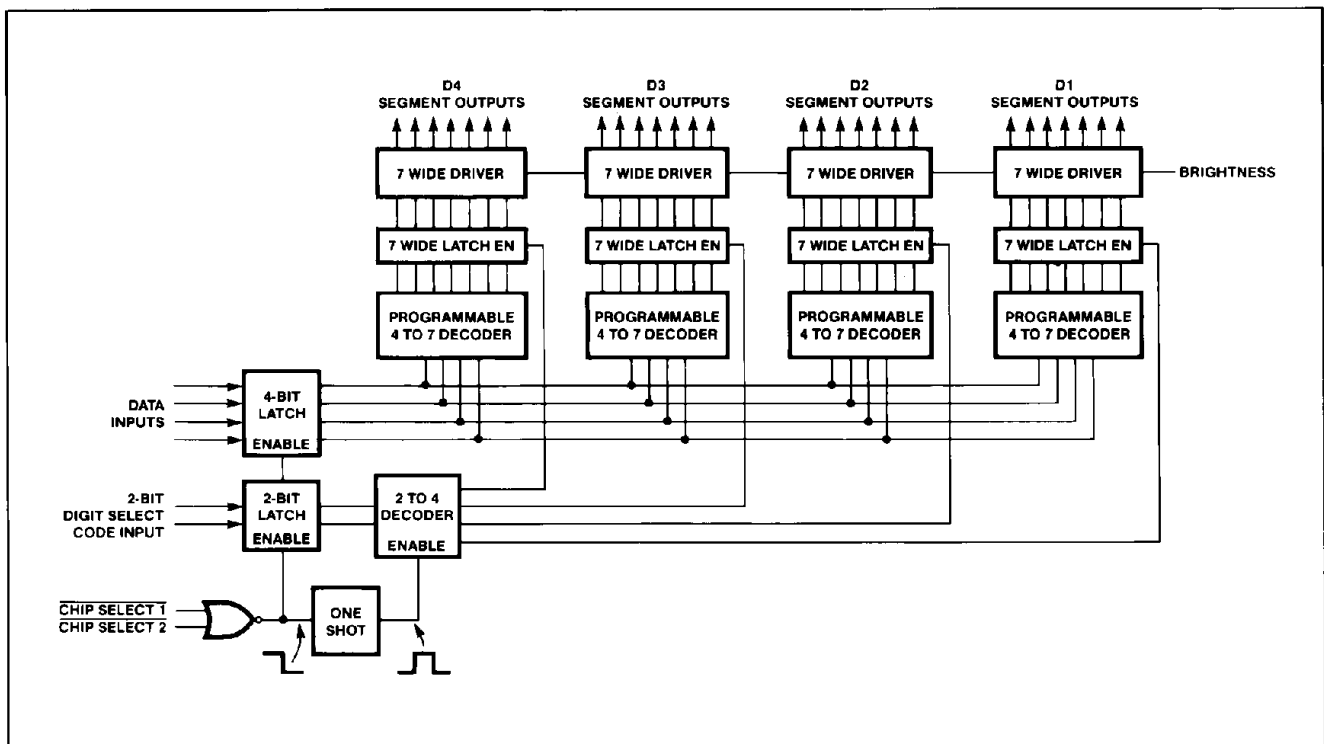 D4
SEGMENT OUTPUTS
D3
SEGMENT OUTPUTS
D2
SEGMENT OUTPUTS
D1
SEGMENT OUTPUTS
7 WIDE DRIVER
7 WIDE DRIVER
7 WIDE DRIVER
7 WIDE DRIVER
BRIGHTNESS
7 WIDE LATCH EN
7 WIDE LATCH EN
7 WIDE LATCH EN
7 WIDE LATCH EN
PROGRAMMABLE
4 TO 7 DECODER
PROGRAMMABLE
4 TO 7 DECODER
PROGRAMMABLE
4 TO 7 DECODER
PROGRAMMABLE
4 TO 7 DECODER
DATA
INPUTS
4-BIT
LATCH
ENABLE
2-BIT
DIGIT SELECT
CODE INPUT
2-BIT
LATCH
ENABLE
2 TO 4
DECODER
ENABLE
CHIP SELECT 1
CHIP SELECT 2
ONE
SHOT